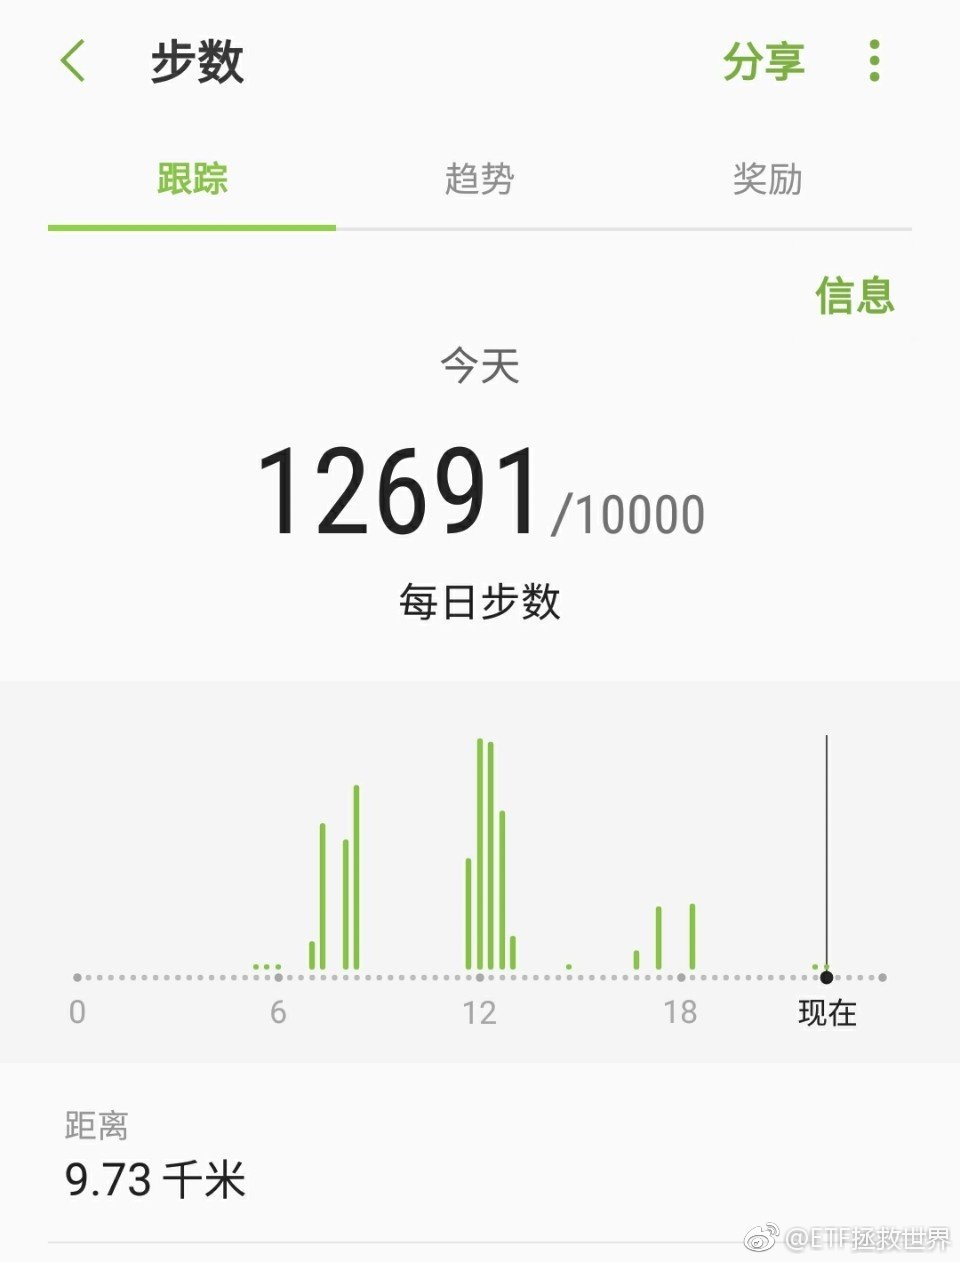 步数 分享
跟踪 趋势 奖励
信息
今天
12691/10000
每日步数
0 6 12 18 现在
距离
9.73 千米
@ETF拯救世界